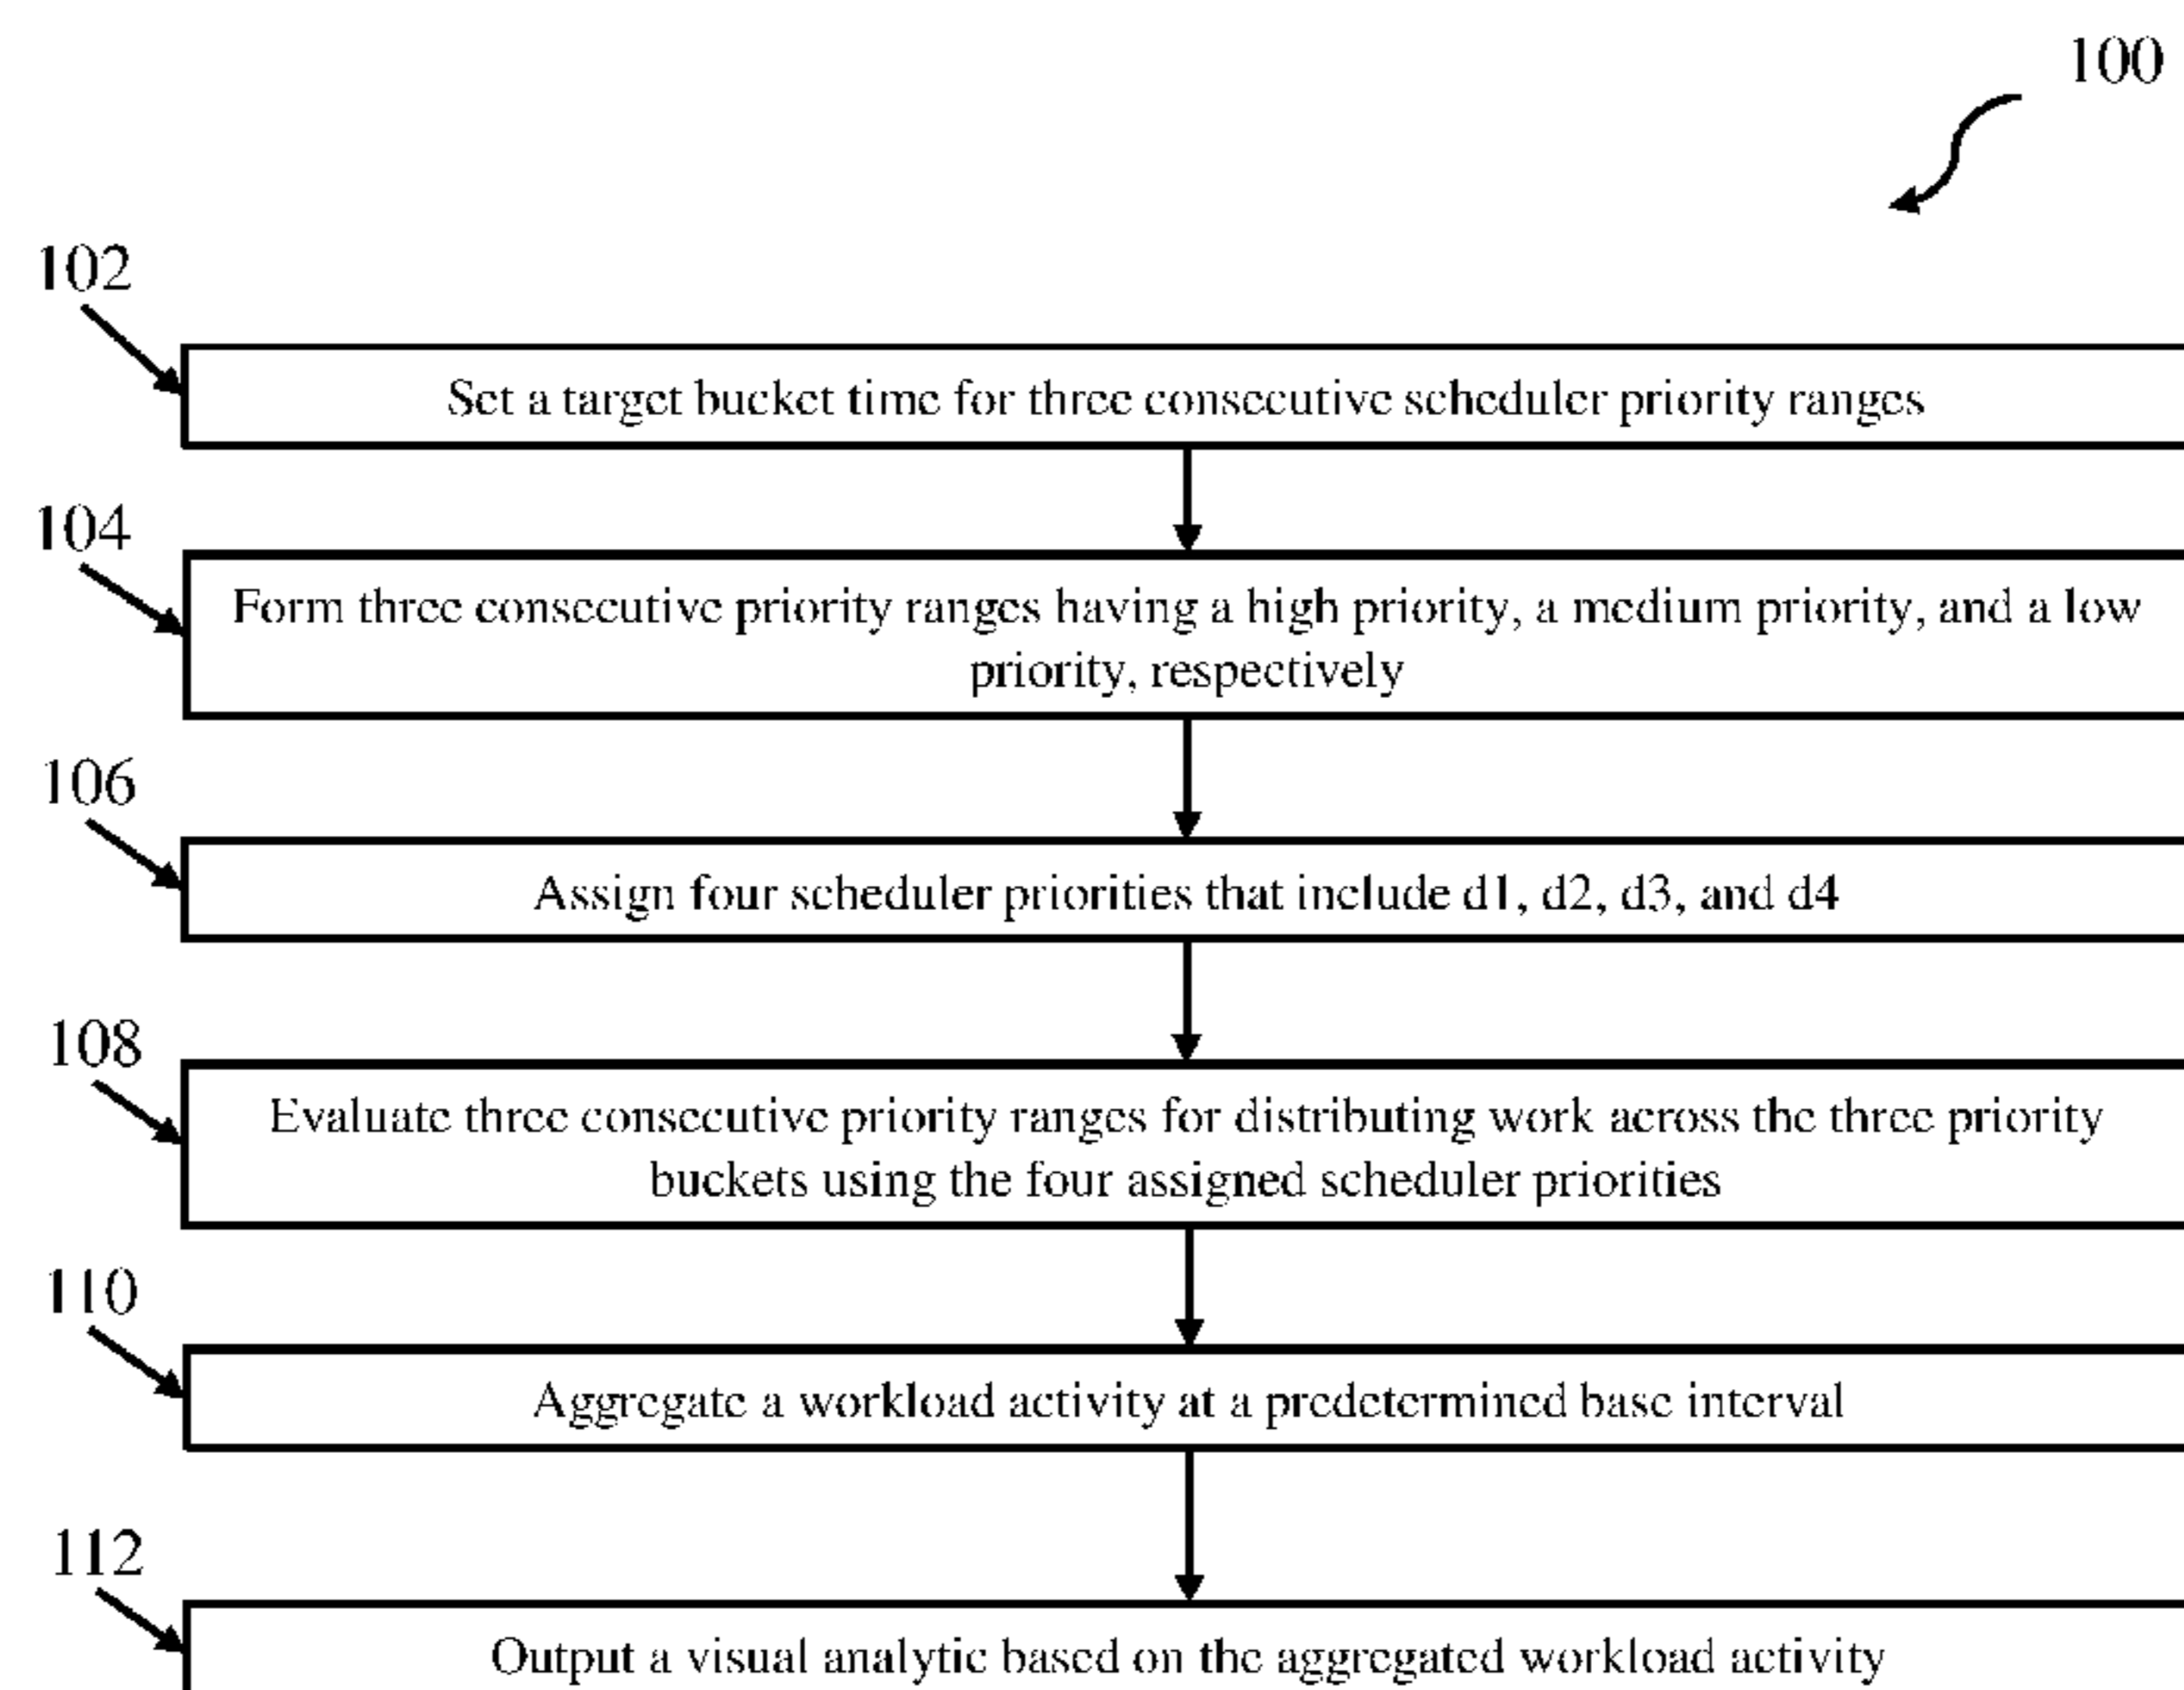 100
102
Set a target bucket time for three consecutive scheduler priority ranges
104
Form three consecutive priority ranges having a high priority, a medium priority, and a low
priority, respectively
106
Assign four scheduler priorities that include d1, d2, d3, and d4
108
Evaluate three consecutive priority ranges for distributing work across the three priority
buckets using the four assigned scheduler priorities
110
Aggregate a workload activity at a predetermined base interval
112
Output a visual analytic based on the aggregated workload activity